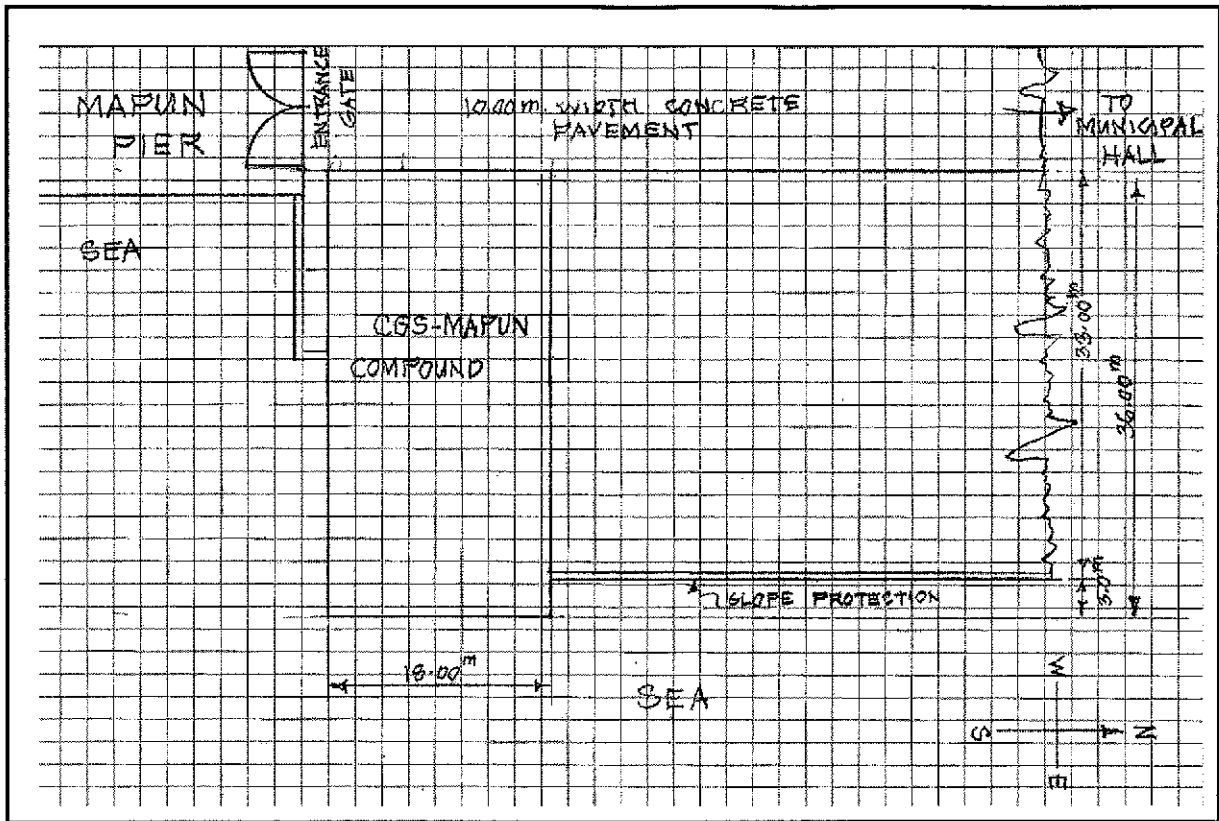 MAPUN
PIER
ENTRANCE
GATE
10.00m. WIDTH CONCRETE
PAVEMENT
TO
MUNICIPAL
HALL
SEA
CGS-MAPUN
COMPOUND
33.00m
36.00m
3.0m
SLOPE PROTECTION
18.00m
SEA
W
S
N
E